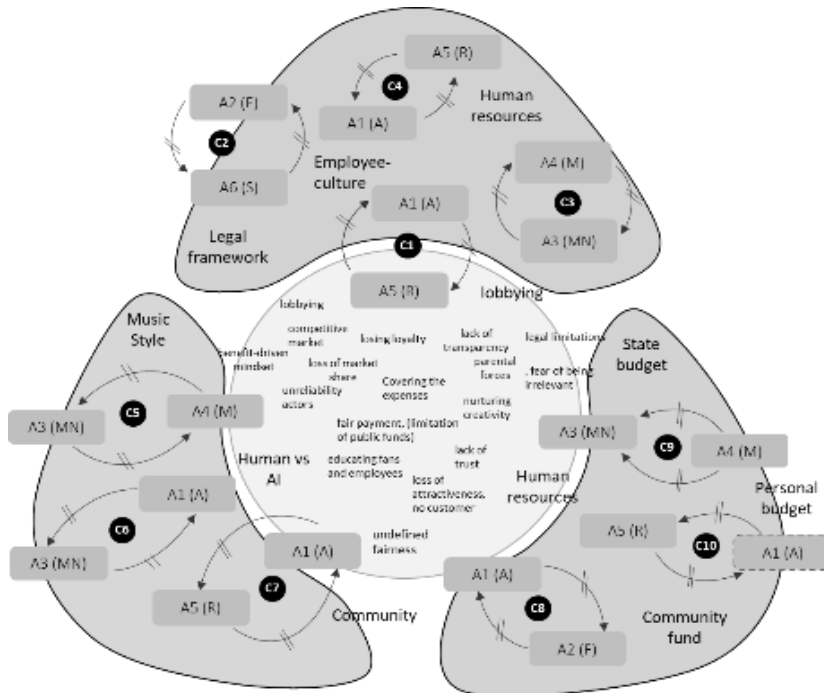 A5 (R)
C4
Human
resources
A2 (F)
A1 (A)
C2
Employee-
culture
A4 (M)
A6 (S)
C3
A1 (A)
A3 (MN)
Legal
framework
C1
A5 (R)
lobbying
lobbying
Music
Style
competitive
market
losing loyalty
lack of
transparency
legal limitations
State
budget
benefit-driven
mindset
loss of market
share
parental
forces
, fear of being
irrelevant
unreliability
actors
Covering the
expenses
nurturing
creativity
A3 (MN)
C5
A4 (M)
fair payment, (limitation
of public funds)
A3 (MN)
C9
A4 (M)
Human vs
AI
educating fans
and employees
lack of
trust
Human
resources
loss of
attractiveness,
no customer
Personal
budget
A1 (A)
C6
A3 (MN)
undefined
fairness
A5 (R)
C10
A1 (A)
A1 (A)
C7
A5 (R)
Community
A1 (A)
C8
A2 (F)
Community
fund